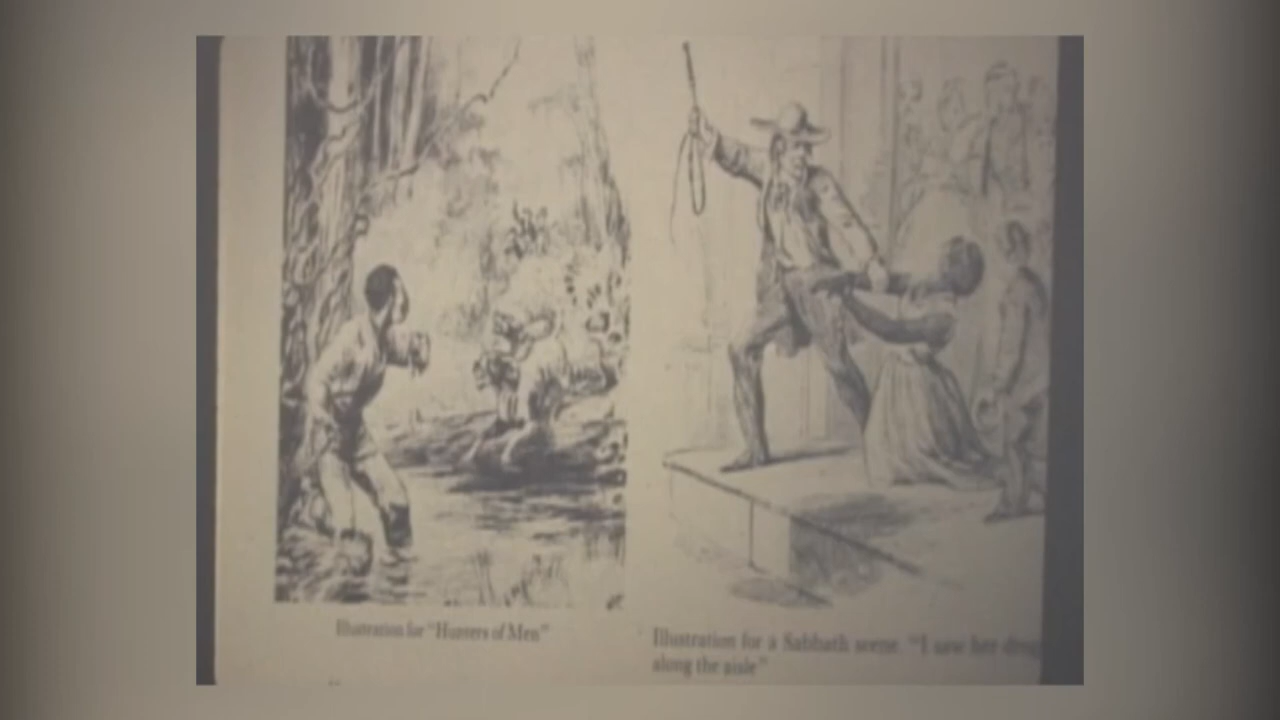 Illustration for "Hunters of Men"
Illustration for a Sabbath scene. "I saw her drag
along the aisle"